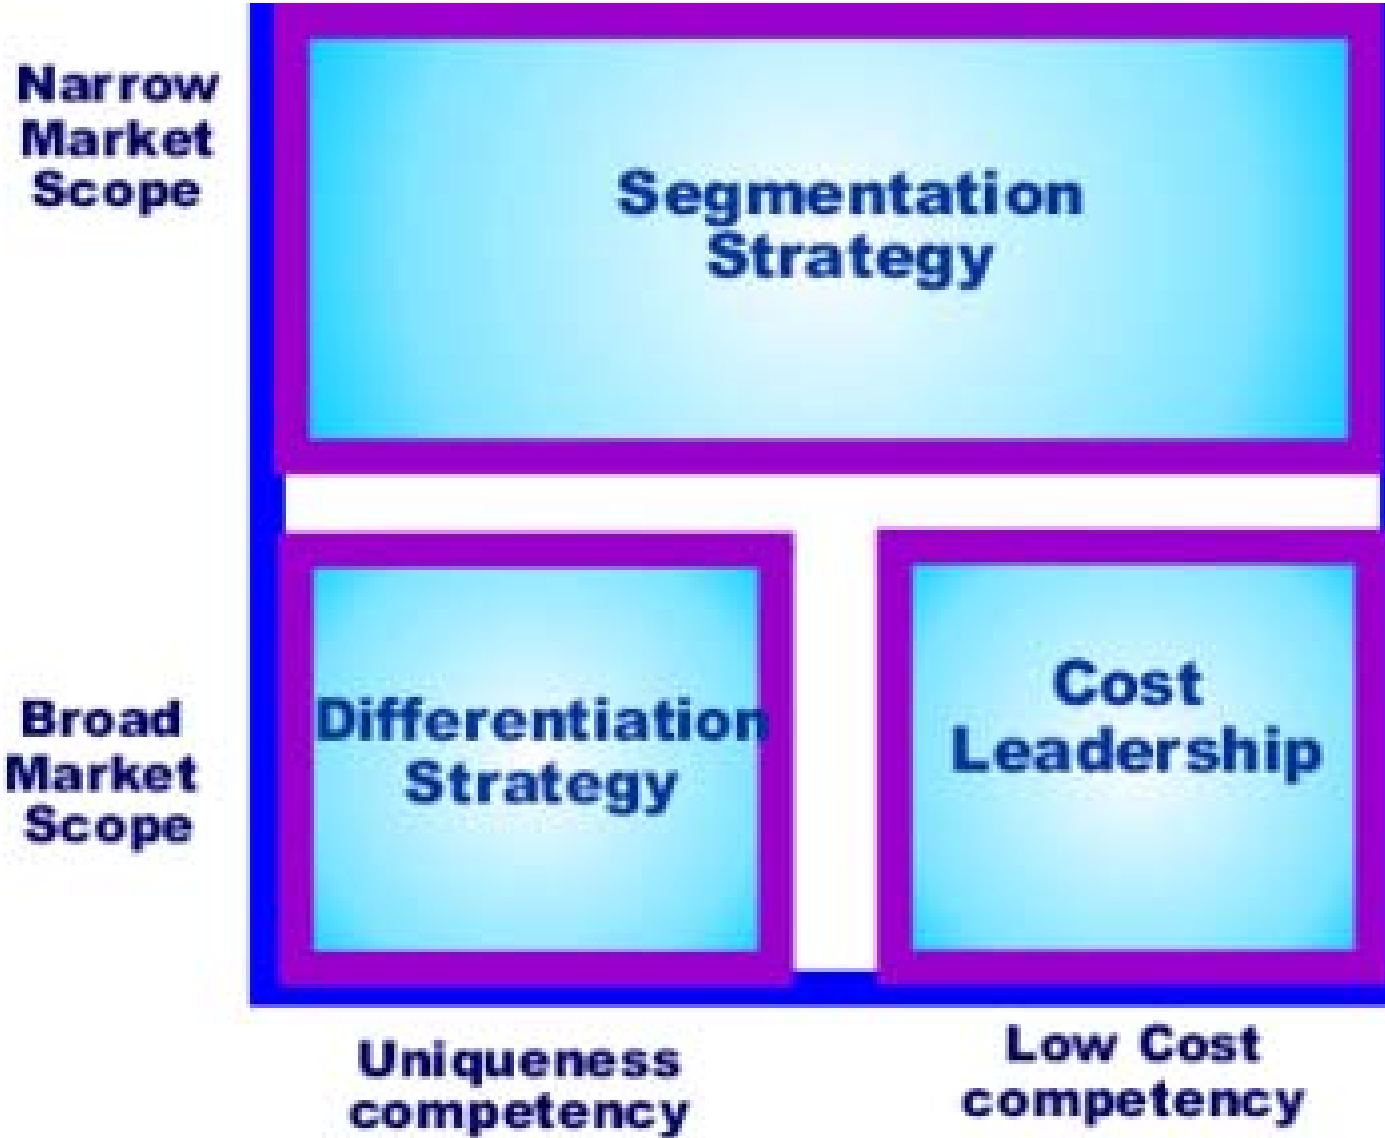 Narrow
Market
Scope
Segmentation
Strategy
Broad
Market
Scope
Differentiation
Strategy
Cost
Leadership
Uniqueness
competency
Low Cost
competency